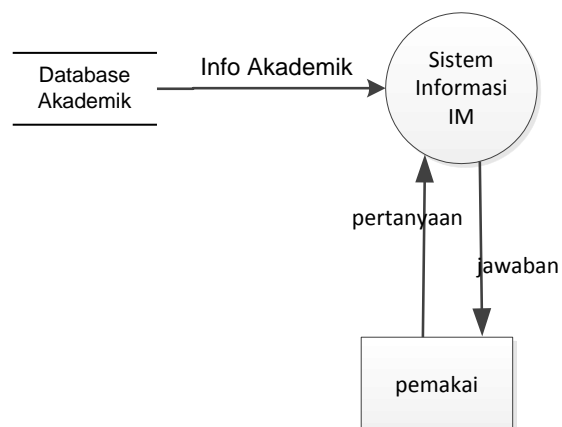 Database
Akademik
Info Akademik
Sistem
Informasi
IM
pertanyaan
jawaban
pemakai